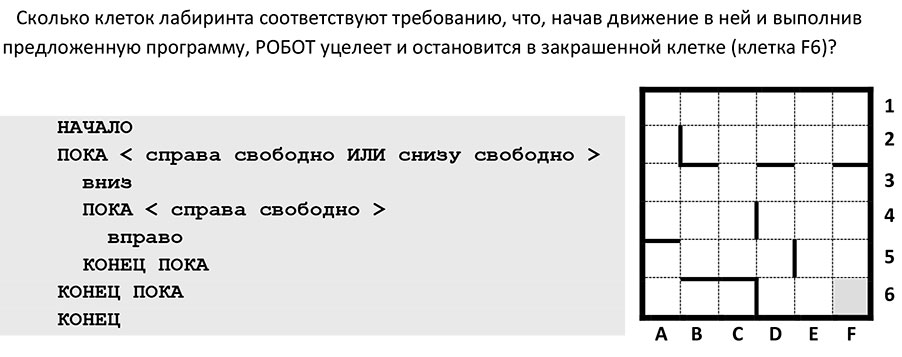 Сколько клеток лабиринта соответствуют требованию, что, начав движение в ней и выполнив
предложенную программу, РОБОТ уцелеет и остановится в закрашенной клетке (клетка F6)?
НАЧАЛО
ПОКА < справа свободно ИЛИ снизу свободно >
вниз
ПОКА < справа свободно >
вправо
КОНЕЦ ПОКА
КОНЕЦ ПОКА
КОНЕЦ
1
2
3
4
5
6
A B C D E F